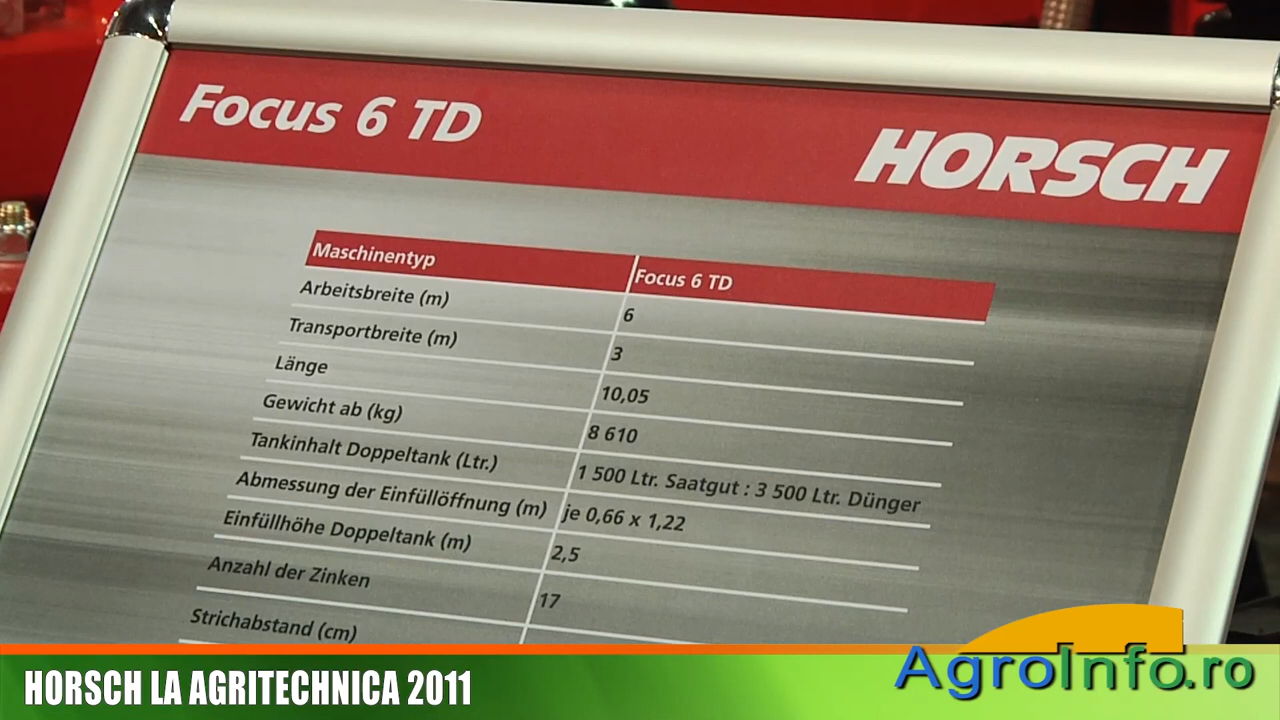 Focus 6 TD
HORSCH
Maschinentyp Focus 6 TD
Arbeitsbreite (m) 6
Transportbreite (m) 3
Länge 10,05
Gewicht ab (kg) 8 610
Tankinhalt Doppeltank (Ltr.) 1 500 Ltr. Saatgut : 3 500 Ltr. Dünger
Abmessung der Einfüllöffnung (m) je 0,66 x 1,22
Einfüllhöhe Doppeltank (m) 2,5
Anzahl der Zinken 17
Strichabstand (cm)
HORSCH LA AGRITECHNICA 2011
AgroInfo.ro